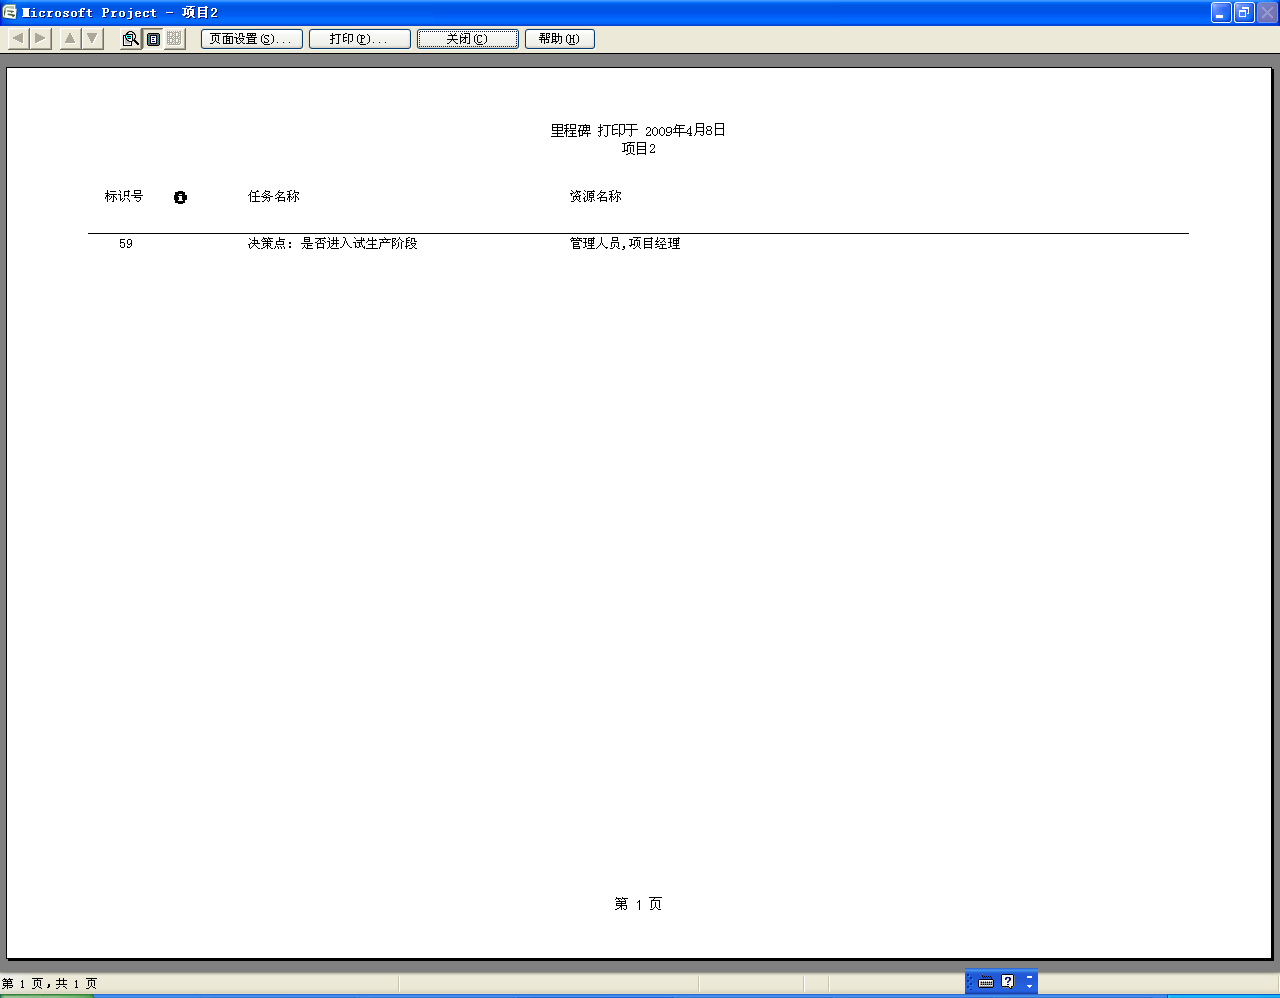 Microsoft Project - 项目2
页面设置(S)... 打印(P)... 关闭(C) 帮助(H)
里程碑 打印于 2009年4月8日
项目2
标识号 任务名称 资源名称
59 决策点：是否进入试生产阶段 管理人员,项目经理
第 1 页
第 1 页，共 1 页